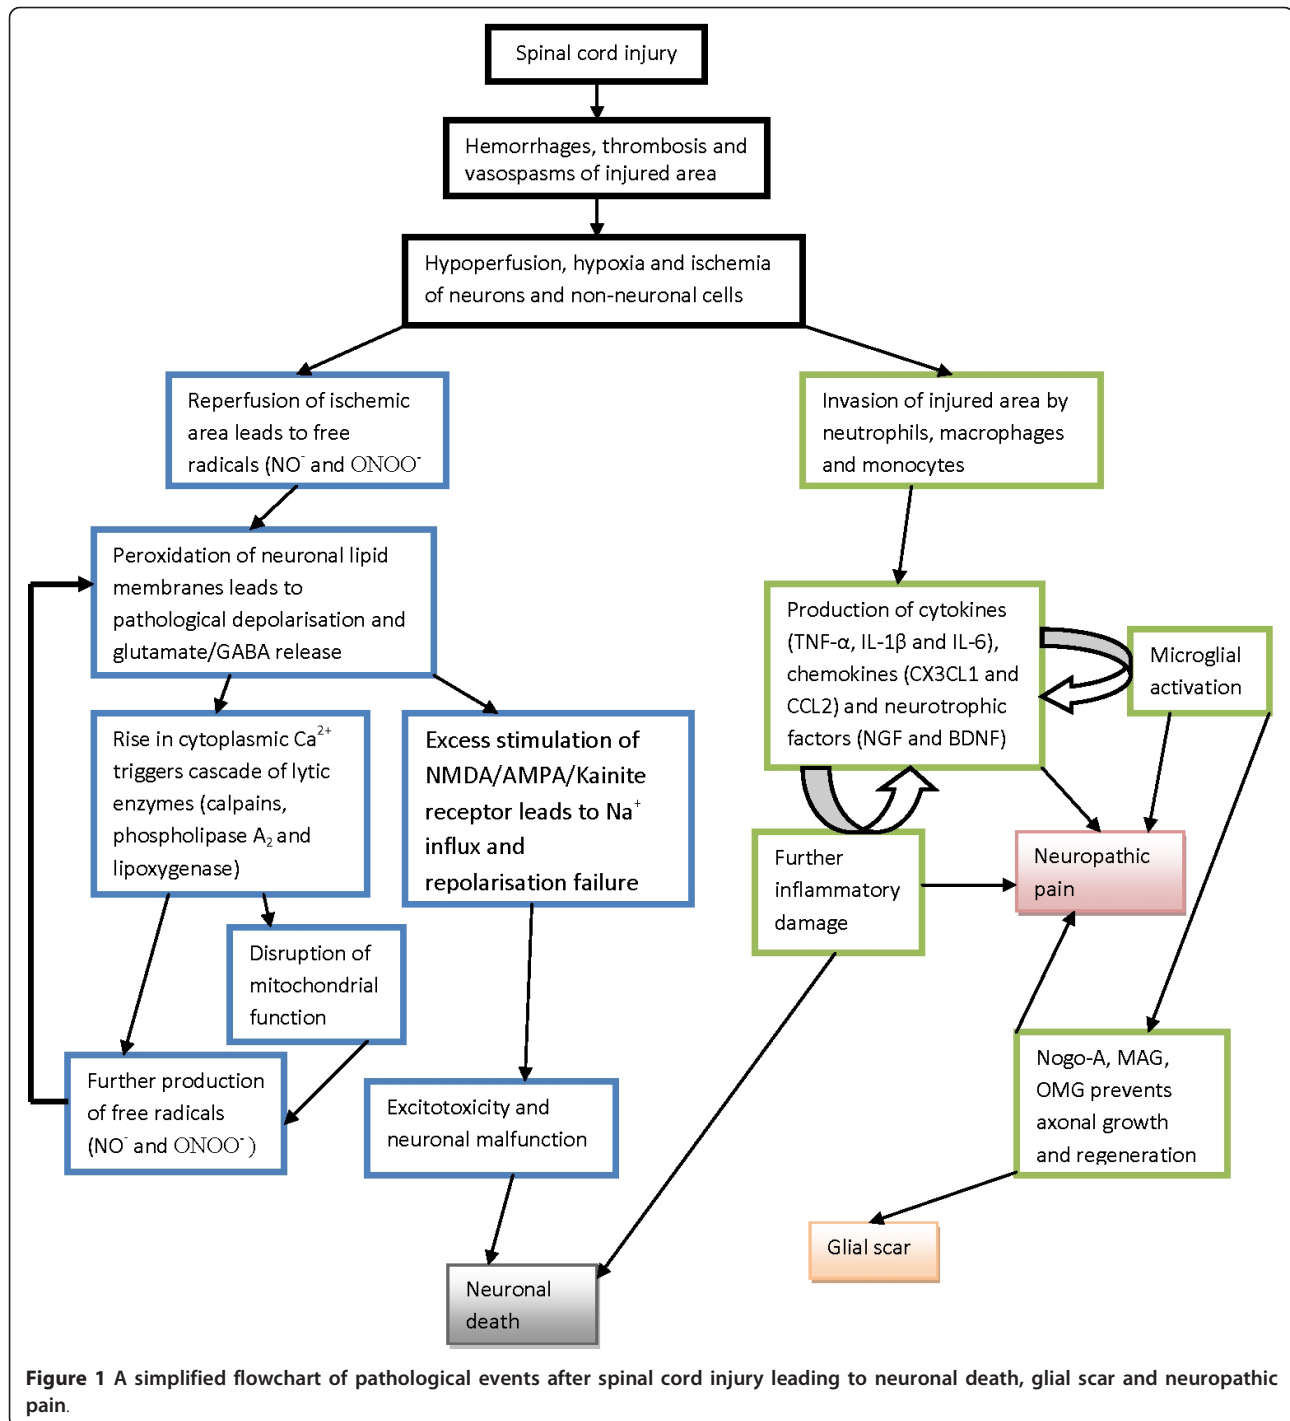 Spinal cord injury
Hemorrhages, thrombosis and
vasospasms of injured area
Hypoperfusion, hypoxia and ischemia
of neurons and non-neuronal cells
Reperfusion of ischemic
area leads to free
radicals (NO⁻ and ONOO⁻
Invasion of injured area by
neutrophils, macrophages
and monocytes
Peroxidation of neuronal lipid
membranes leads to
pathological depolarisation and
glutamate/GABA release
Production of cytokines
(TNF-α, IL-1β and IL-6),
chemokines (CX3CL1 and
CCL2) and neurotrophic
factors (NGF and BDNF)
Microglial
activation
Rise in cytoplasmic Ca²⁺
triggers cascade of lytic
enzymes (calpains,
phospholipase A₂ and
lipoxygenase)
Excess stimulation of
NMDA/AMPA/Kainite
receptor leads to Na⁺
influx and
repolarisation failure
Further
inflammatory
damage
Neuropathic
pain
Disruption of
mitochondrial
function
Further production
of free radicals
(NO⁻ and ONOO⁻)
Excitotoxicity and
neuronal malfunction
Nogo-A, MAG,
OMG prevents
axonal growth
and regeneration
Glial scar
Neuronal
death
Figure 1 A simplified flowchart of pathological events after spinal cord injury leading to neuronal death, glial scar and neuropathic
pain.